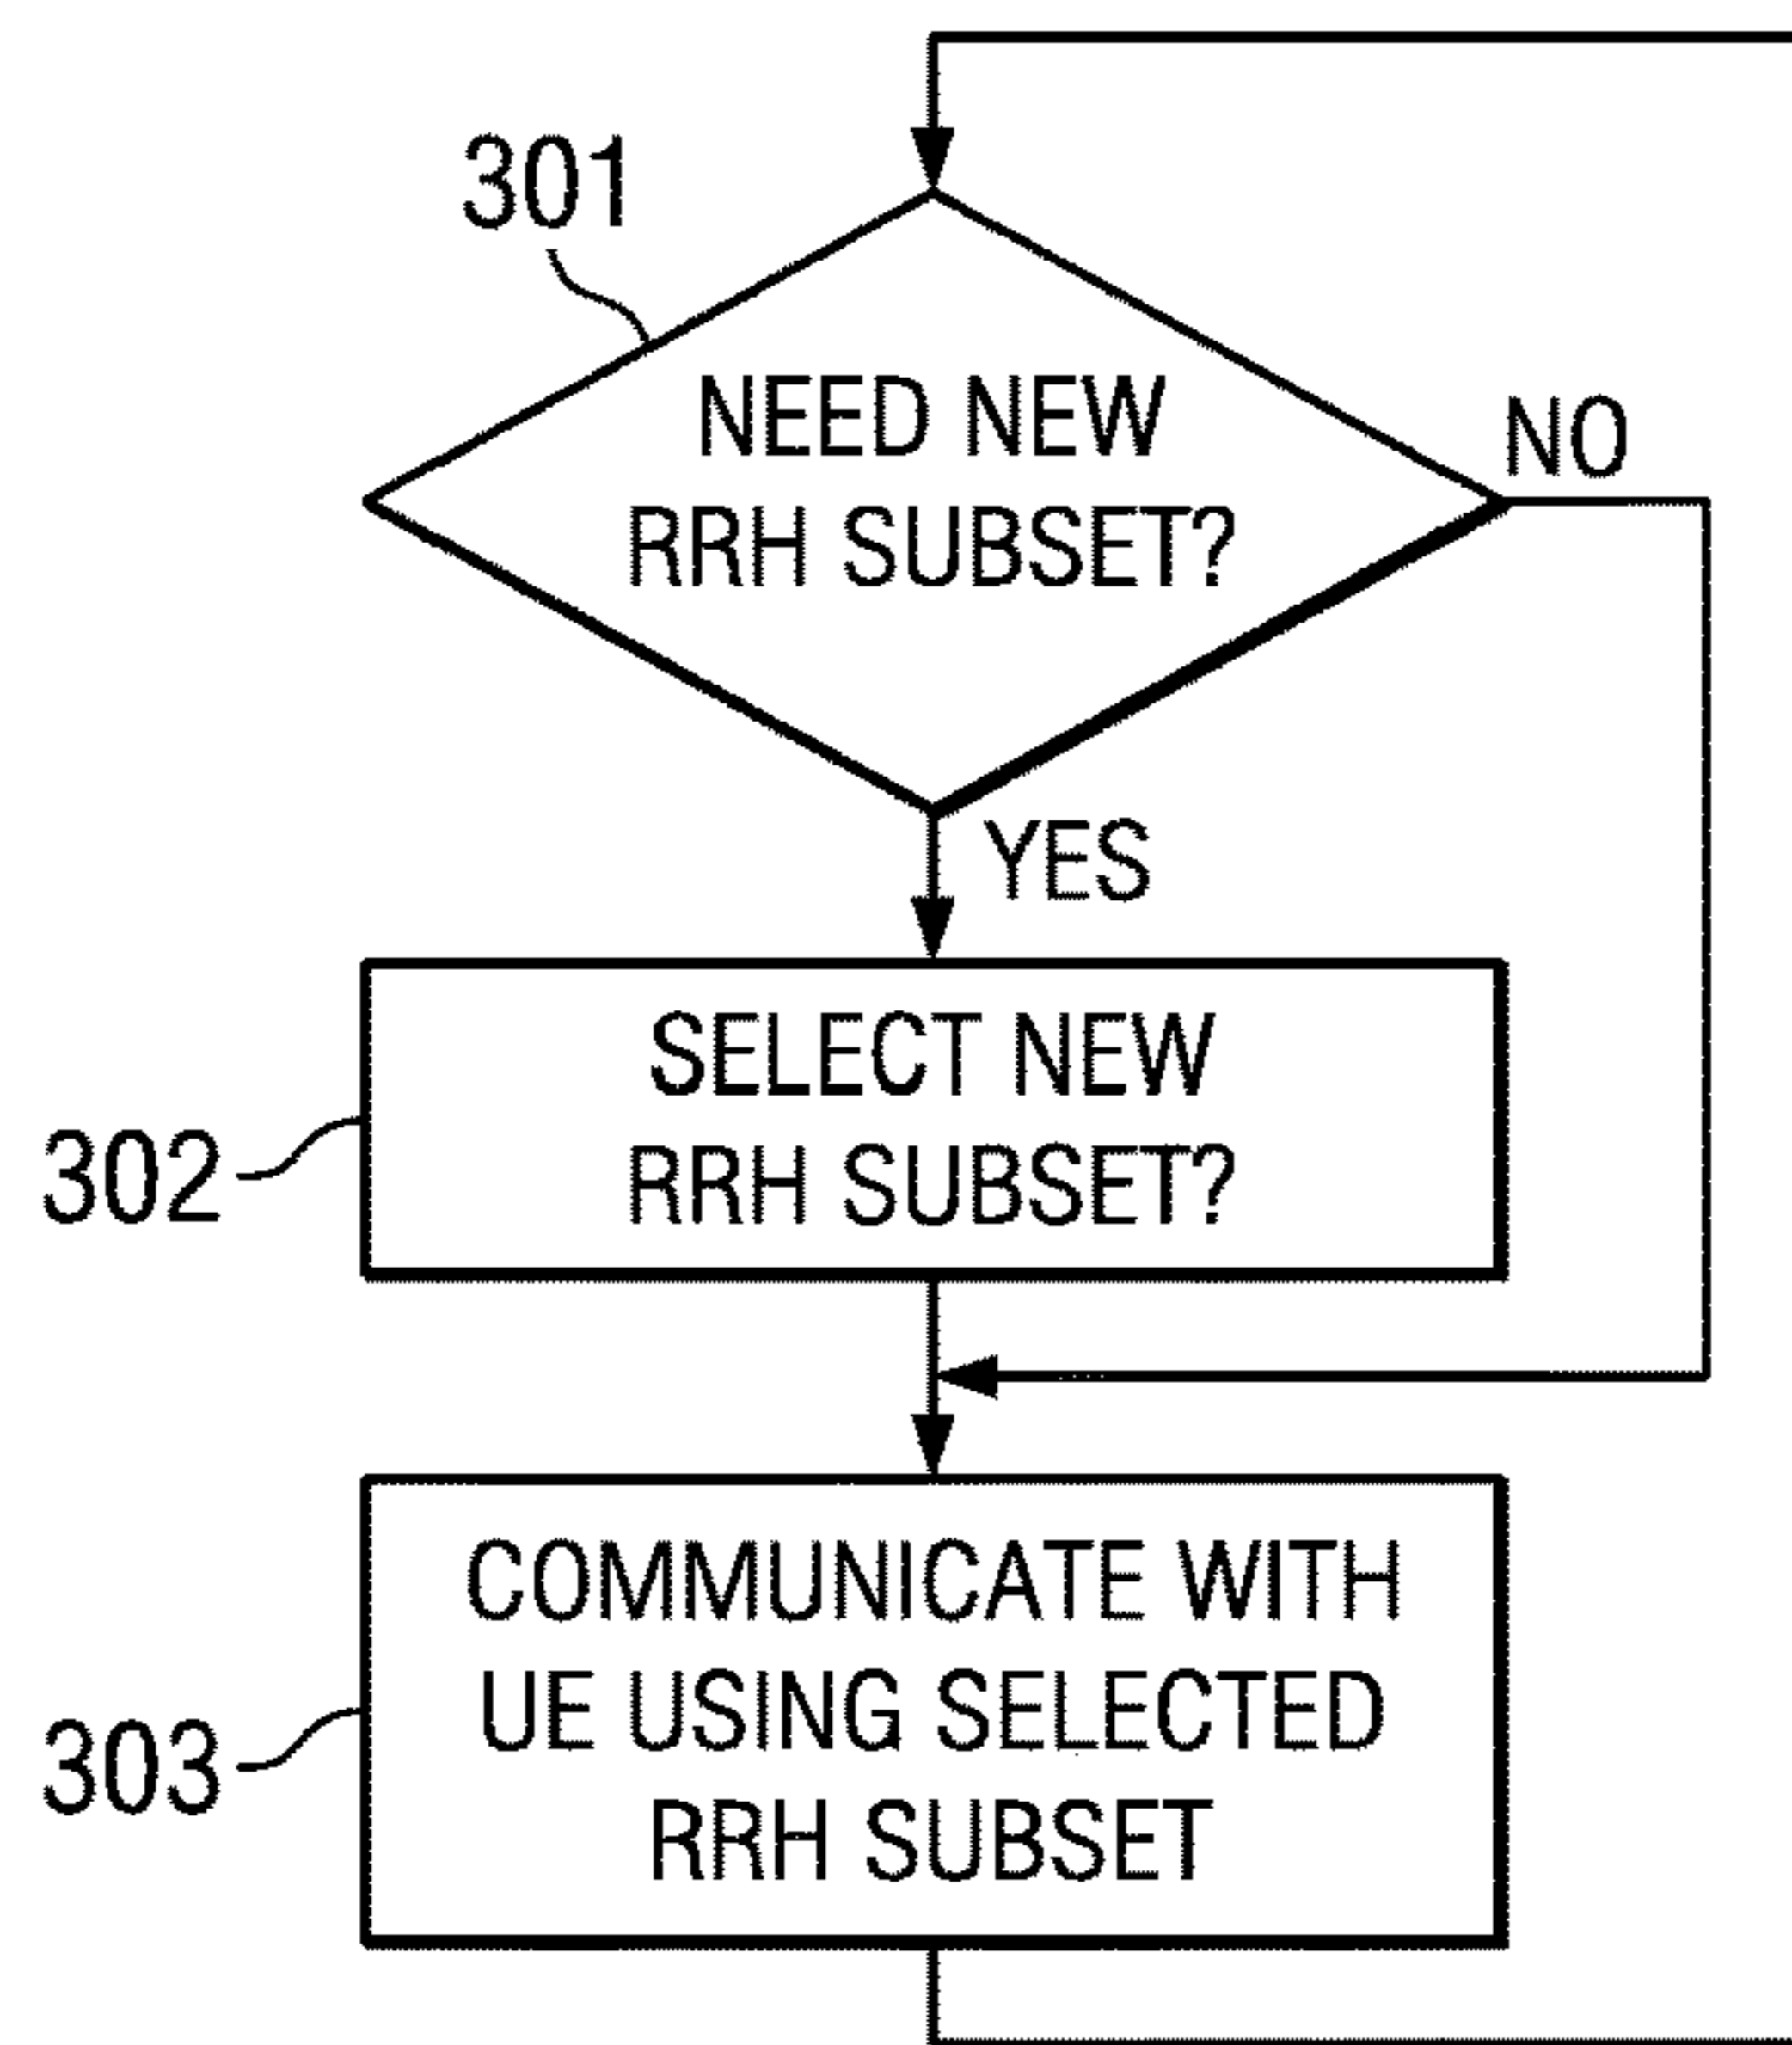 301
NEED NEW
RRH SUBSET?
NO
YES
SELECT NEW
RRH SUBSET?
302
COMMUNICATE WITH
UE USING SELECTED
RRH SUBSET
303